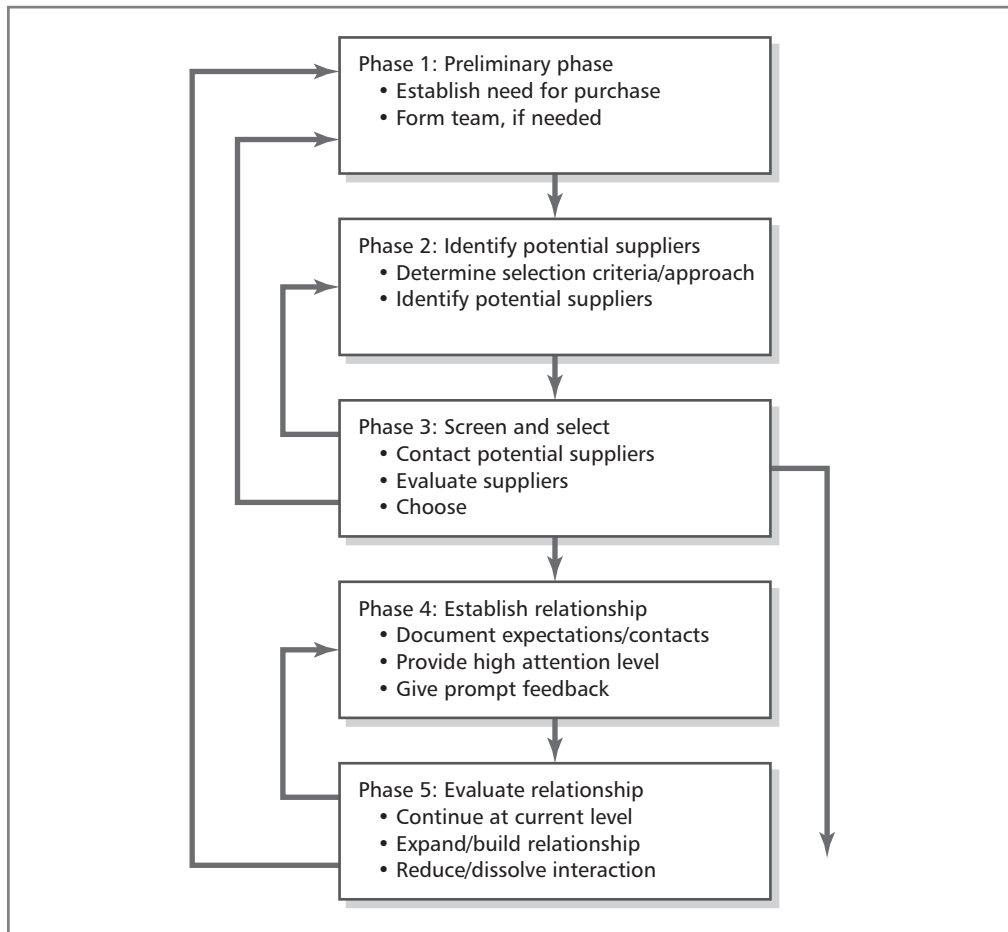 Phase 1: Preliminary phase
• Establish need for purchase
• Form team, if needed
Phase 2: Identify potential suppliers
• Determine selection criteria/approach
• Identify potential suppliers
Phase 3: Screen and select
• Contact potential suppliers
• Evaluate suppliers
• Choose
Phase 4: Establish relationship
• Document expectations/contacts
• Provide high attention level
• Give prompt feedback
Phase 5: Evaluate relationship
• Continue at current level
• Expand/build relationship
• Reduce/dissolve interaction